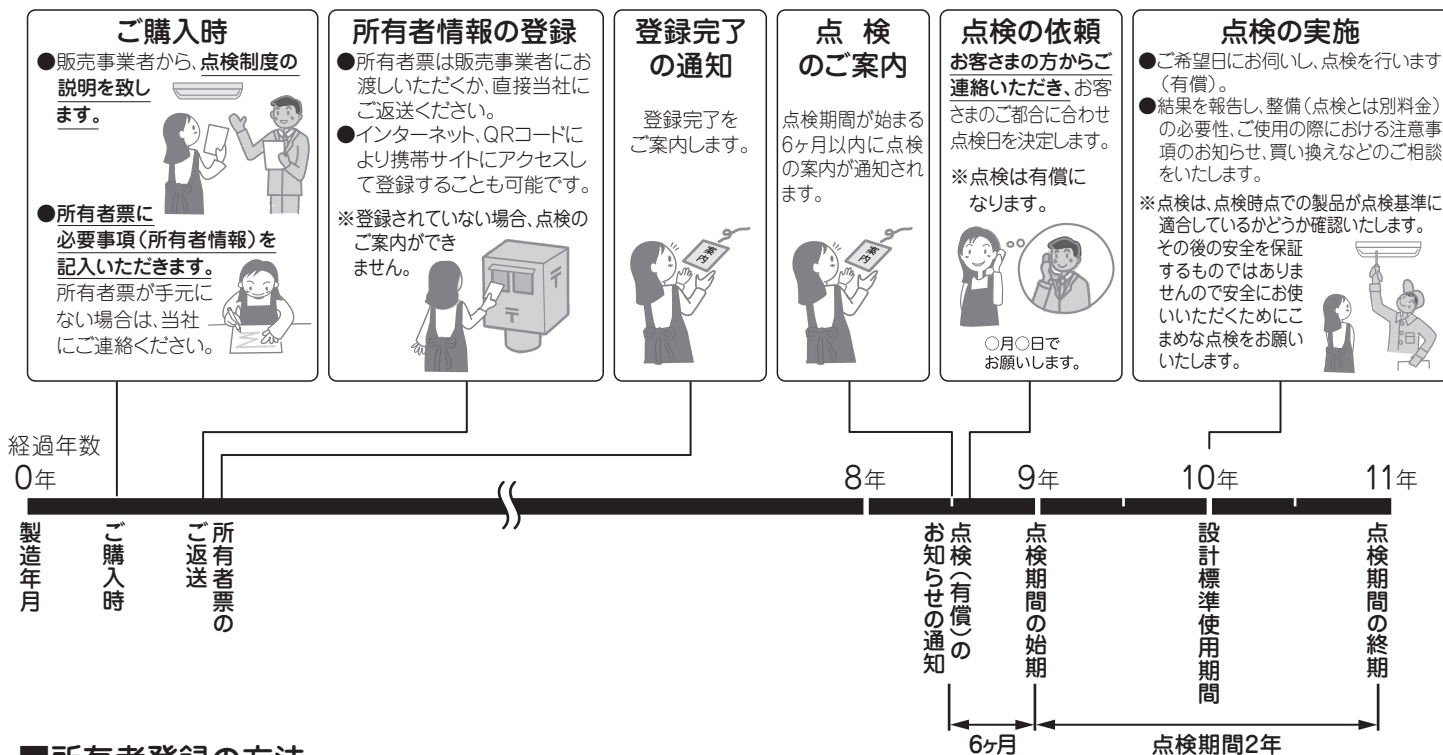 ご購入時
●販売事業者から、点検制度の
説明を致し
ます。
●所有者票に
必要事項（所有者情報）を
記入いただきます。
所有者票が手元に
ない場合は、当社
にご連絡ください。
所有者情報の登録
●所有者票は販売事業者にお
渡しいただくか、直接当社に
ご返送ください。
●インターネット、QRコードに
より携帯サイトにアクセスし
て登録することも可能です。
※登録されていない場合、点検の
ご案内ができ
ません。
〒
〒
登録完了
の通知
登録完了を
ご案内します。
案内
点 検
のご案内
点検期間が始まる
6ヶ月以内に点検
の案内が通知され
ます。
案内
点検の依頼
お客さまの方からご
連絡いただき、お客
さまのご都合に合わせ
点検日を決定します。
※点検は有償に
なります。
○月○日で
お願いします。
点検の実施
●ご希望日にお伺いし、点検を行います
（有償）。
●結果を報告し、整備（点検とは別料金）
の必要性、ご使用の際における注意事
項のお知らせ、買い換えなどのご相談
をいたします。
※点検は、点検時点での製品が点検基準に
適合しているかどうか確認いたします。
その後の安全を保証
するものではありま
せんので安全にお使
いいただくためにこ
まめな点検をお願い
いたします。
経過年数
0年
8年
9年
10年
11年
製造年月
ご購入時
所有者票の
ご返送
点検（有償）の
お知らせの通知
点検期間の始期
設計標準使用期間
点検期間の終期
6ヶ月
点検期間2年
■所有者登録の方法